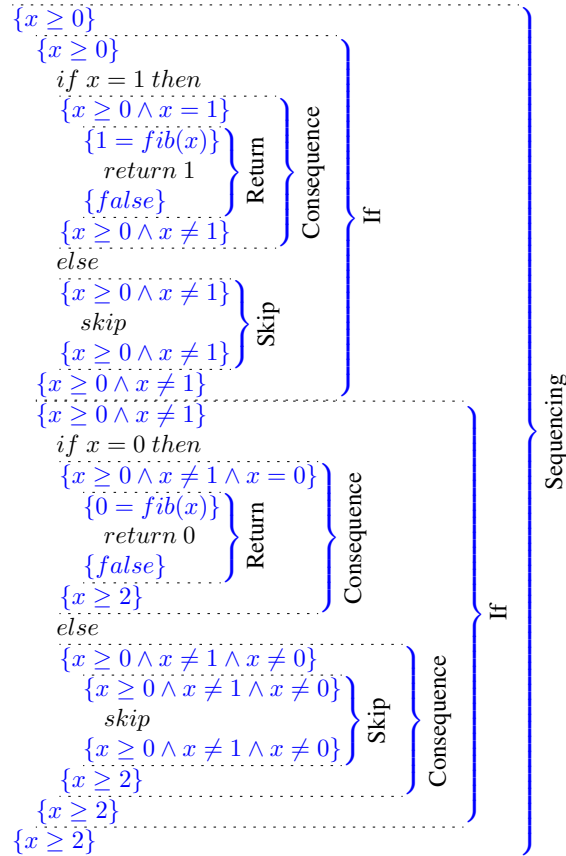 {x ≥ 0}
{x ≥ 0}
if x = 1 then
{x ≥ 0 ∧ x = 1}
{1 = fib(x)}
return 1
{false}
{x ≥ 0 ∧ x ≠ 1}
else
{x ≥ 0 ∧ x ≠ 1}
skip
{x ≥ 0 ∧ x ≠ 1}
{x ≥ 0 ∧ x ≠ 1}
{x ≥ 0 ∧ x ≠ 1}
if x = 0 then
{x ≥ 0 ∧ x ≠ 1 ∧ x = 0}
{0 = fib(x)}
return 0
{false}
{x ≥ 2}
else
{x ≥ 0 ∧ x ≠ 1 ∧ x ≠ 0}
{x ≥ 0 ∧ x ≠ 1 ∧ x ≠ 0}
skip
{x ≥ 0 ∧ x ≠ 1 ∧ x ≠ 0}
{x ≥ 2}
{x ≥ 2}
{x ≥ 2}
Return
Consequence
If
Skip
Return
Consequence
Skip
Consequence
If
Sequencing